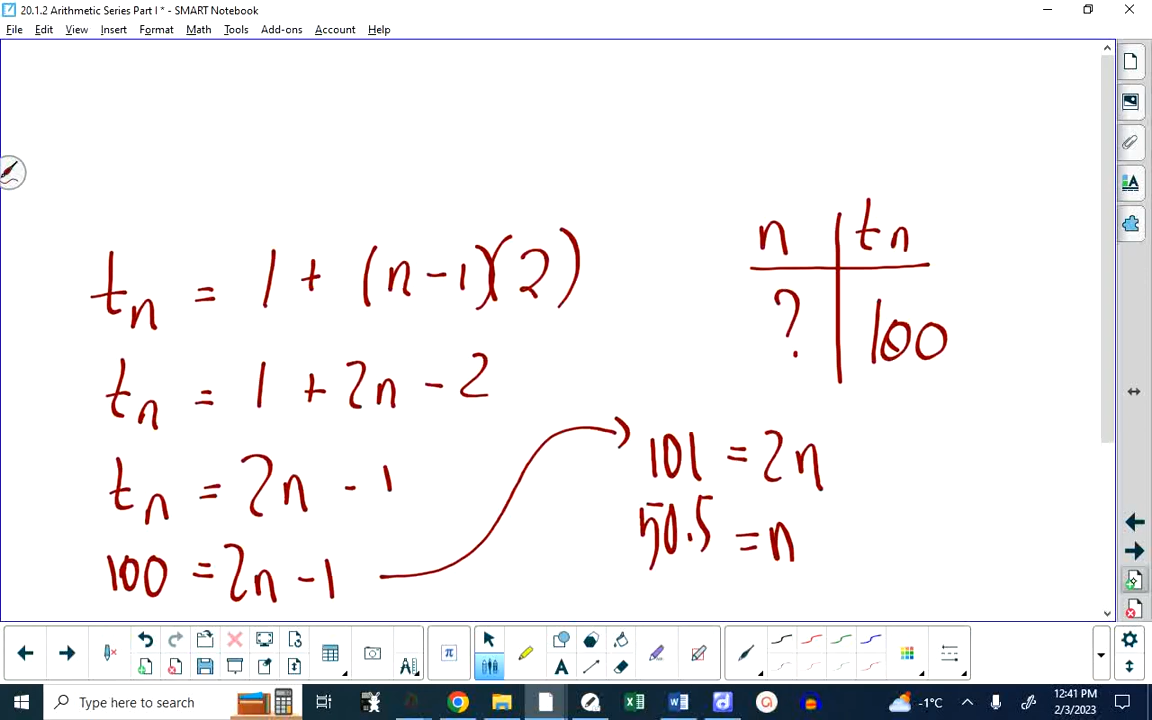 20.1.2 Arithmetic Series Part I * - SMART Notebook
File Edit View Insert Format Math Tools Add-ons Account Help
n | tn
? | 100
tn = 1 + (n-1)(2)
tn = 1 + 2n - 2
tn = 2n - 1
100 = 2n - 1
101 = 2n
50.5 = n
π
A
Type here to search
-1°C
12:41 PM
2/3/2023